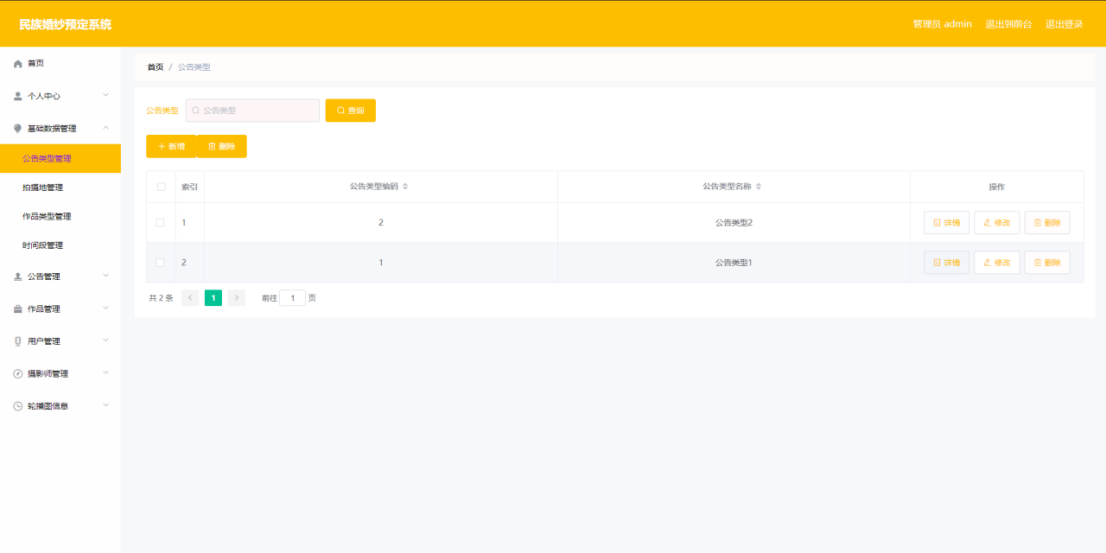 民族婚纱预定系统
管理员 admin 退出到前台 退出登录
首页
个人中心
基础数据管理
公告类型管理
拍摄地管理
作品类型管理
时间段管理
公告管理
作品管理
用户管理
摄影师管理
轮播图信息
首页 / 公告类型
公告类型 公告类型 查询
新增 删除
索引 公告类型编码 公告类型名称 操作
1 2 公告类型2 详情 修改 删除
2 1 公告类型1 详情 修改 删除
共 2 条 1 前往 1 页